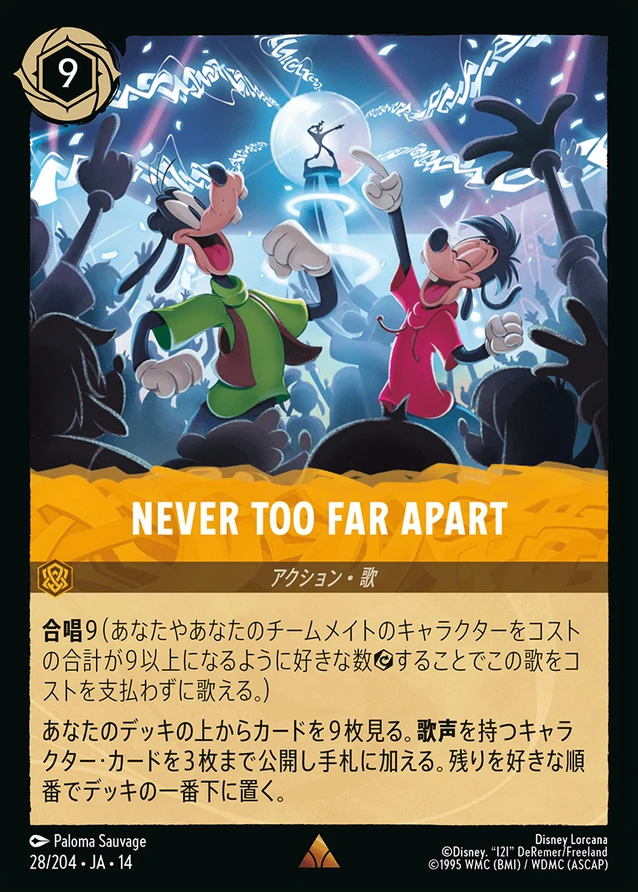 9
NEVER TOO FAR APART
アクション・歌
合唱9(あなたやあなたのチームメイトのキャラクターをコスト
の合計が9以上になるように好きな数することでこの歌をコ
ストを支払わずに歌える。)
あなたのデッキの上からカードを9枚見る。歌声を持つキャラ
クター・カードを3枚まで公開し手札に加える。残りを好きな順
番でデッキの一番下に置く。
Paloma Sauvage
28/204・JA・14
Disney Lorcana
©Disney. "I2I" DeRemer/Freeland
©1995 WMC (BMI) / WDMC (ASCAP)